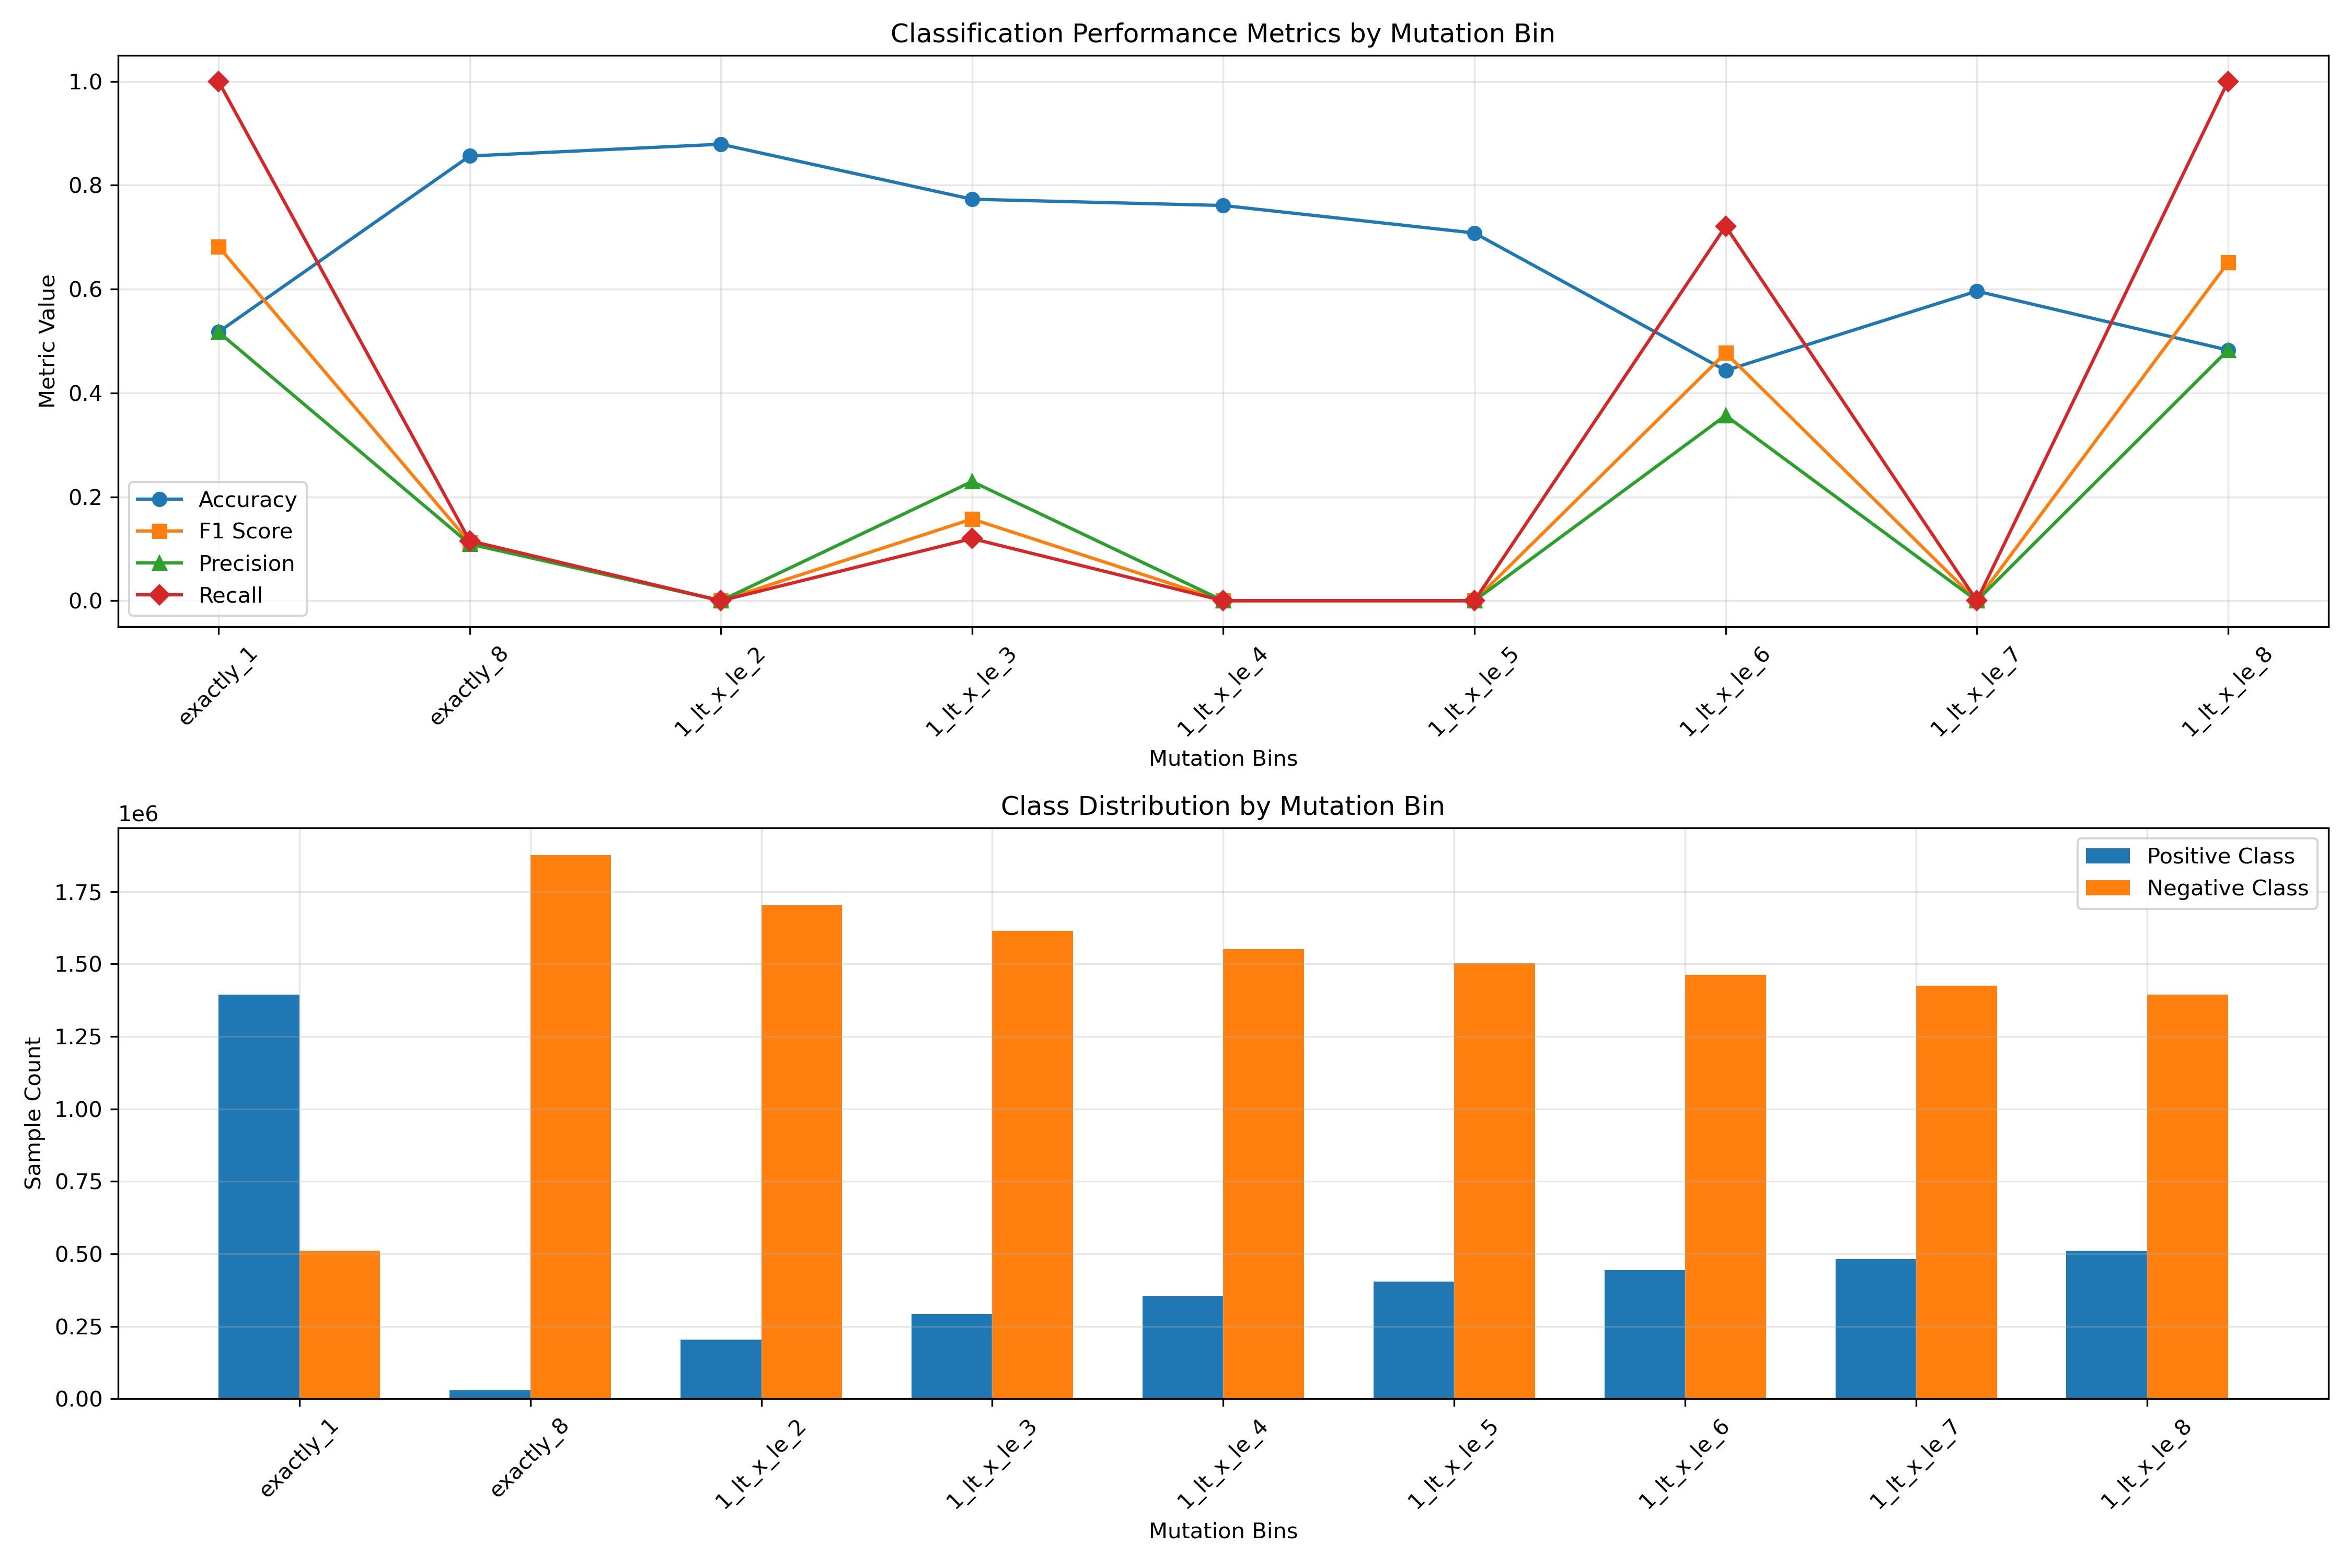 Classification Performance Metrics by Mutation Bin
1.0
0.8
0.6
0.4
0.2
0.0
Metric Value
Accuracy
F1 Score
Precision
Recall
exactly_1
exactly_8
1_lt_x_le_2
1_lt_x_le_3
1_lt_x_le_4
1_lt_x_le_5
1_lt_x_le_6
1_lt_x_le_7
1_lt_x_le_8
Mutation Bins
Class Distribution by Mutation Bin
1e6
1.75
1.50
1.25
1.00
0.75
0.50
0.25
0.00
Sample Count
Positive Class
Negative Class
exactly_1
exactly_8
1_lt_x_le_2
1_lt_x_le_3
1_lt_x_le_4
1_lt_x_le_5
1_lt_x_le_6
1_lt_x_le_7
1_lt_x_le_8
Mutation Bins